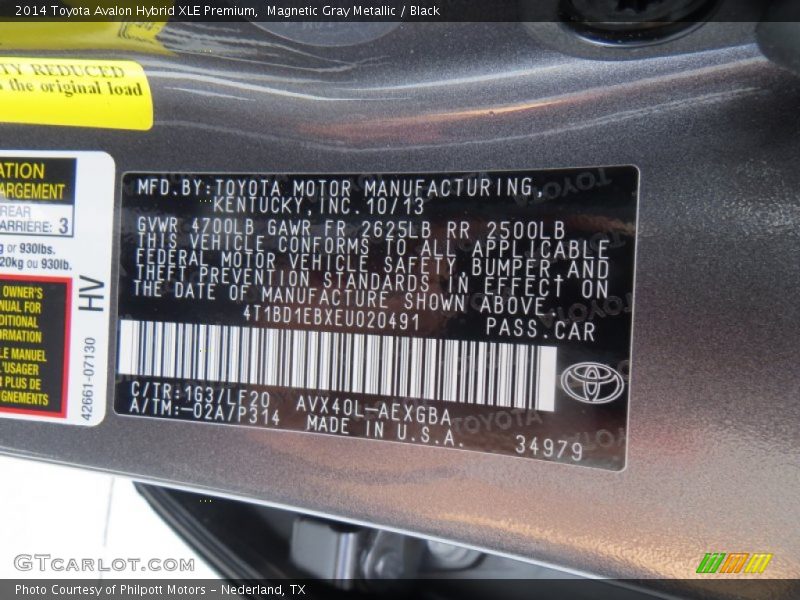 2014 Toyota Avalon Hybrid XLE Premium, Magnetic Gray Metallic / Black
TY REDUCED
the original load
ATION
ARGEMENT
REAR
ARRIÈRE: 3
g or 930lbs.
20kg ou 930lb.
OWNER'S
NUAL FOR
DITIONAL
ORMATION
LE MANUEL
L'USAGER
PLUS DE
GNEMENTS
HV
42661-07130
MFD.BY:TOYOTA MOTOR MANUFACTURING,
KENTUCKY,INC.10/13
GVWR 4700LB GAWR FR 2625LB RR 2500LB
THIS VEHICLE CONFORMS TO ALL APPLICABLE
FEDERAL MOTOR VEHICLE SAFETY,BUMPER,AND
THEFT PREVENTION STANDARDS IN EFFECT ON
THE DATE OF MANUFACTURE SHOWN ABOVE.
4T1BD1EBXEU020491 PASS.CAR
C/TR:1G3/LF20 AVX40L-AEXGBA
A/TM:-02A/P314 MADE IN U.S.A. 34979
GTCARLOT.COM
Photo Courtesy of Philpott Motors - Nederland, TX